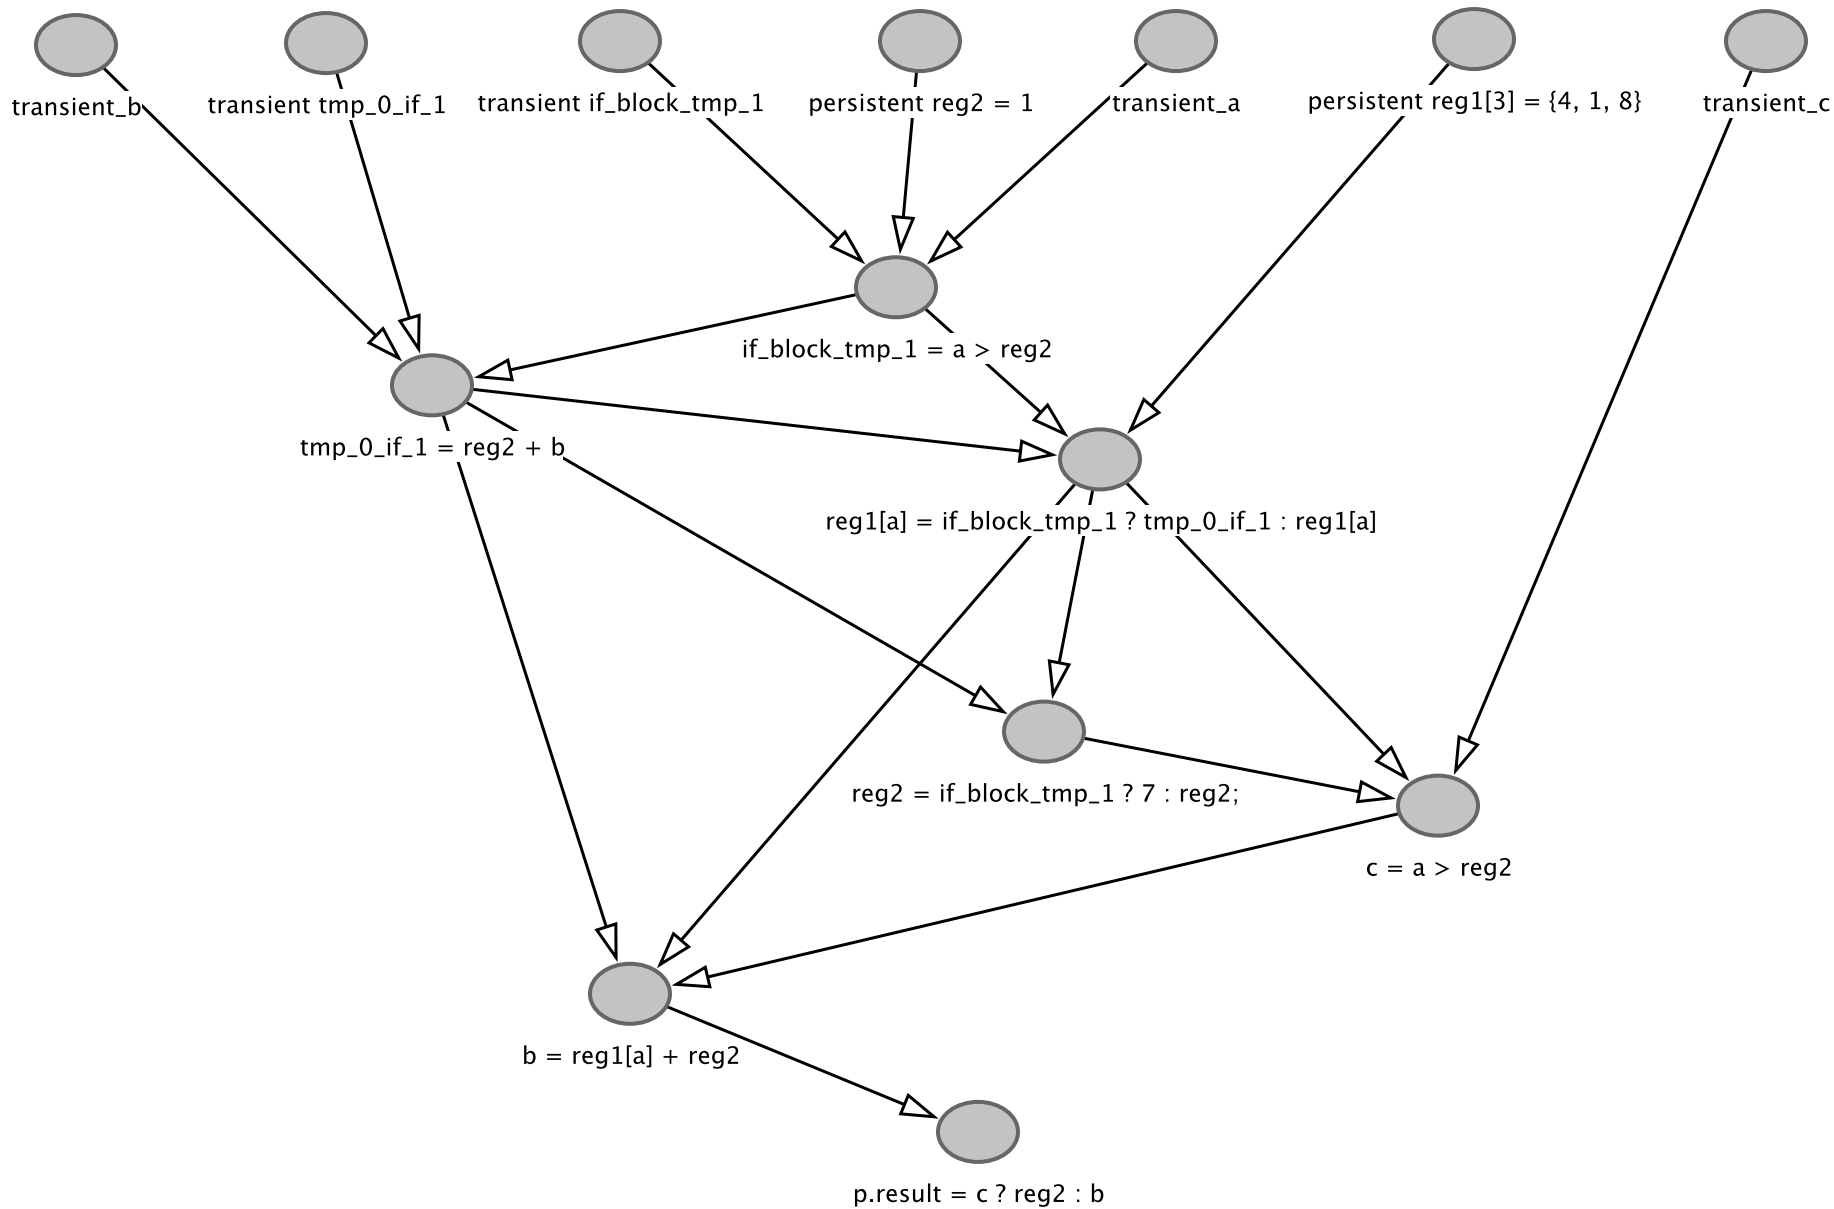 transient_b
transient tmp_0_if_1
transient if_block_tmp_1
persistent reg2 = 1
transient_a
persistent reg1[3] = {4, 1, 8}
transient_c
if_block_tmp_1 = a > reg2
tmp_0_if_1 = reg2 + b
reg1[a] = if_block_tmp_1 ? tmp_0_if_1 : reg1[a]
reg2 = if_block_tmp_1 ? 7 : reg2;
c = a > reg2
b = reg1[a] + reg2
p.result = c ? reg2 : b